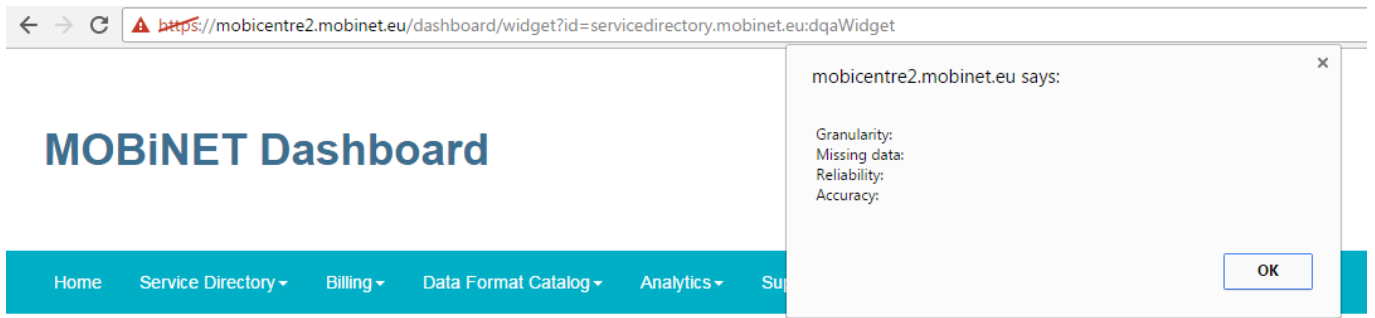 https://mobicentre2.mobinet.eu/dashboard/widget?id=servicedirectory.mobinet.eu:dqaWidget
mobicentre2.mobinet.eu says:
Granularity:
Missing data:
Reliability:
Accuracy:
OK
MOBiNET Dashboard
Home Service Directory Billing Data Format Catalog Analytics Su